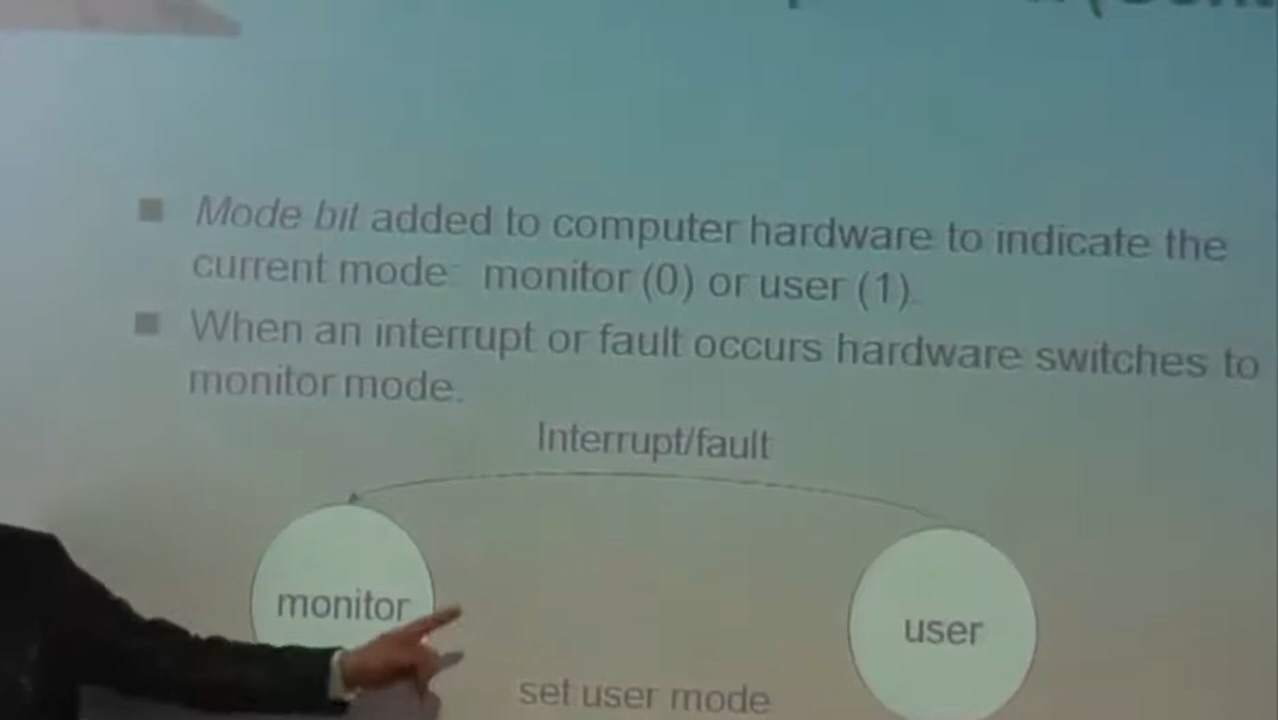 Mode bit added to computer hardware to indicate the
current mode: monitor (0) or user (1).
When an interrupt or fault occurs hardware switches to
monitor mode.
Interrupt/fault
monitor
user
set user mode